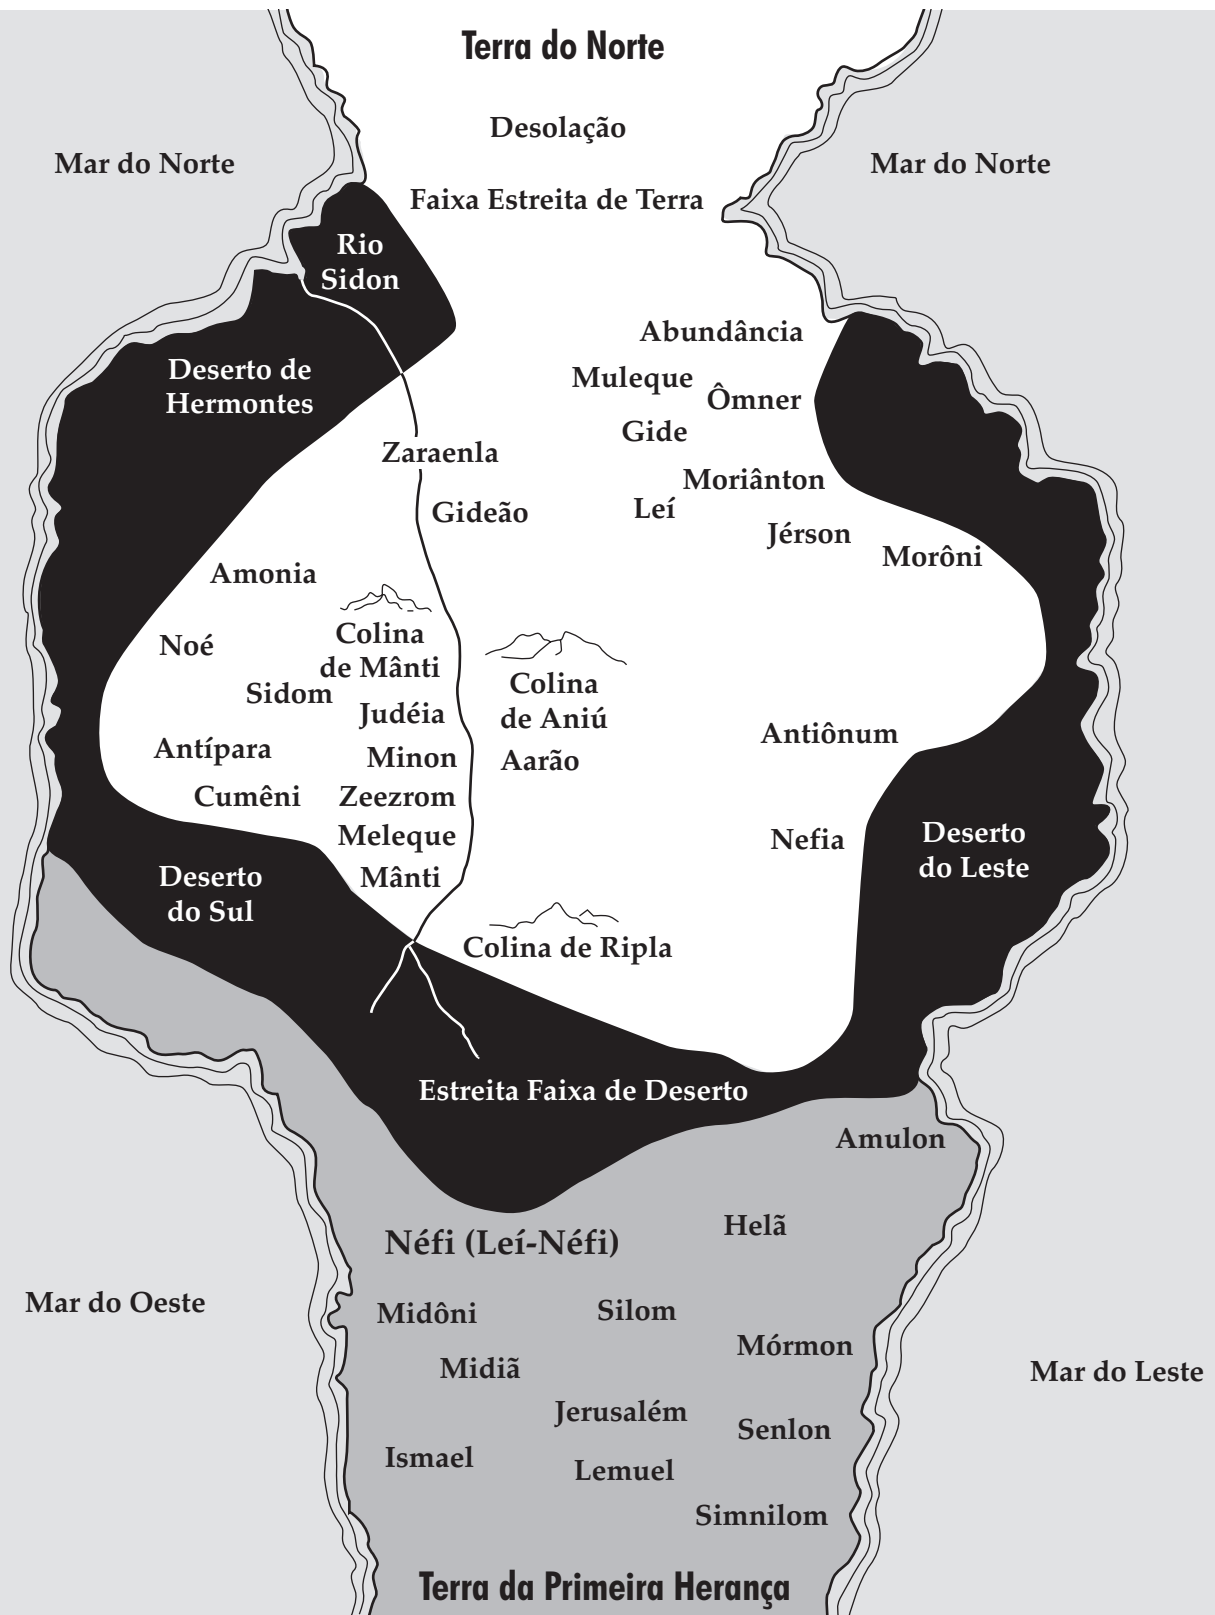 Terra do Norte
Desolação
Mar do Norte
Mar do Norte
Faixa Estreita de Terra
Rio
Sidon
Abundância
Deserto de
Hermontes
Muleque
Ômner
Gide
Zaraenla
Moriânton
Leí
Gideão
Jérson
Morôni
Amonia
Noé
Colina
de Mânti
Sidom
Colina
de Aniú
Judéia
Antiônum
Antípara
Minon
Aarão
Cumêni
Zeezrom
Meleque
Nefia
Deserto
do Leste
Mânti
Deserto
do Sul
Colina de Ripla
Estreita Faixa de Deserto
Amulon
Helã
Néfi (Leí-Néfi)
Mar do Oeste
Midôni
Silom
Mórmon
Midiã
Mar do Leste
Jerusalém
Senlon
Ismael
Lemuel
Simnilom
Terra da Primeira Herança